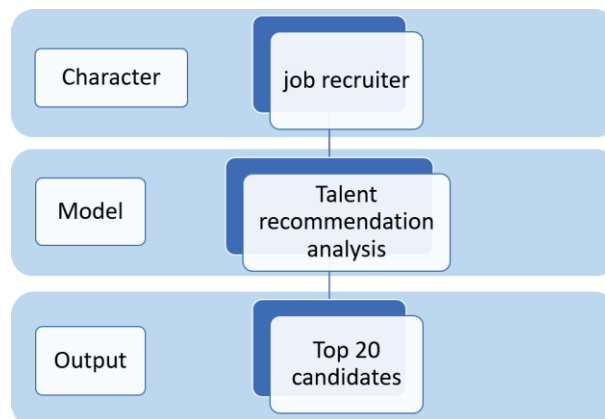 Character
job recruiter
Model
Talent
recommendation
analysis
Output
Top 20
candidates